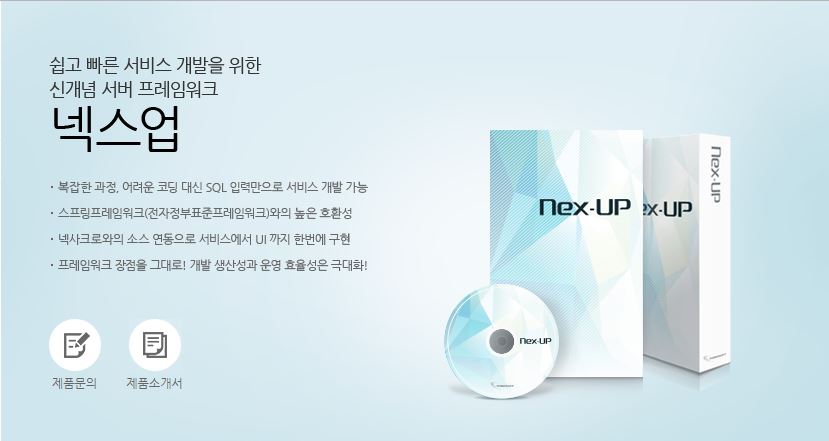 쉽고 빠른 서비스 개발을 위한
신개념 서버 프레임워크
넥스업
· 복잡한 과정, 어려운 코딩 대신 SQL 입력만으로 서비스 개발 가능
· 스프링프레임워크(전자정부표준프레임워크)와의 높은 호환성
· 넥사크로와의 소스 연동으로 서비스에서 UI 까지 한번에 구현
· 프레임워크 장점을 그대로! 개발 생산성과 운영 효율성은 극대화!
제품문의
제품소개서
nex-UP
ex-UP
nex-UP
nex-UP